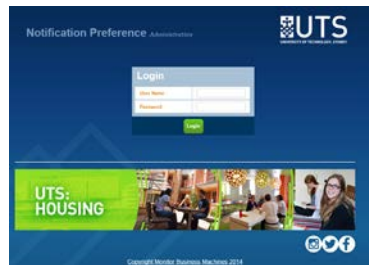 Notification Preference Administration
UTS
UNIVERSITY OF TECHNOLOGY, SYDNEY
Login
User Name
Password
Login
UTS:
HOUSING
Copyright Monitor Business Machines 2014